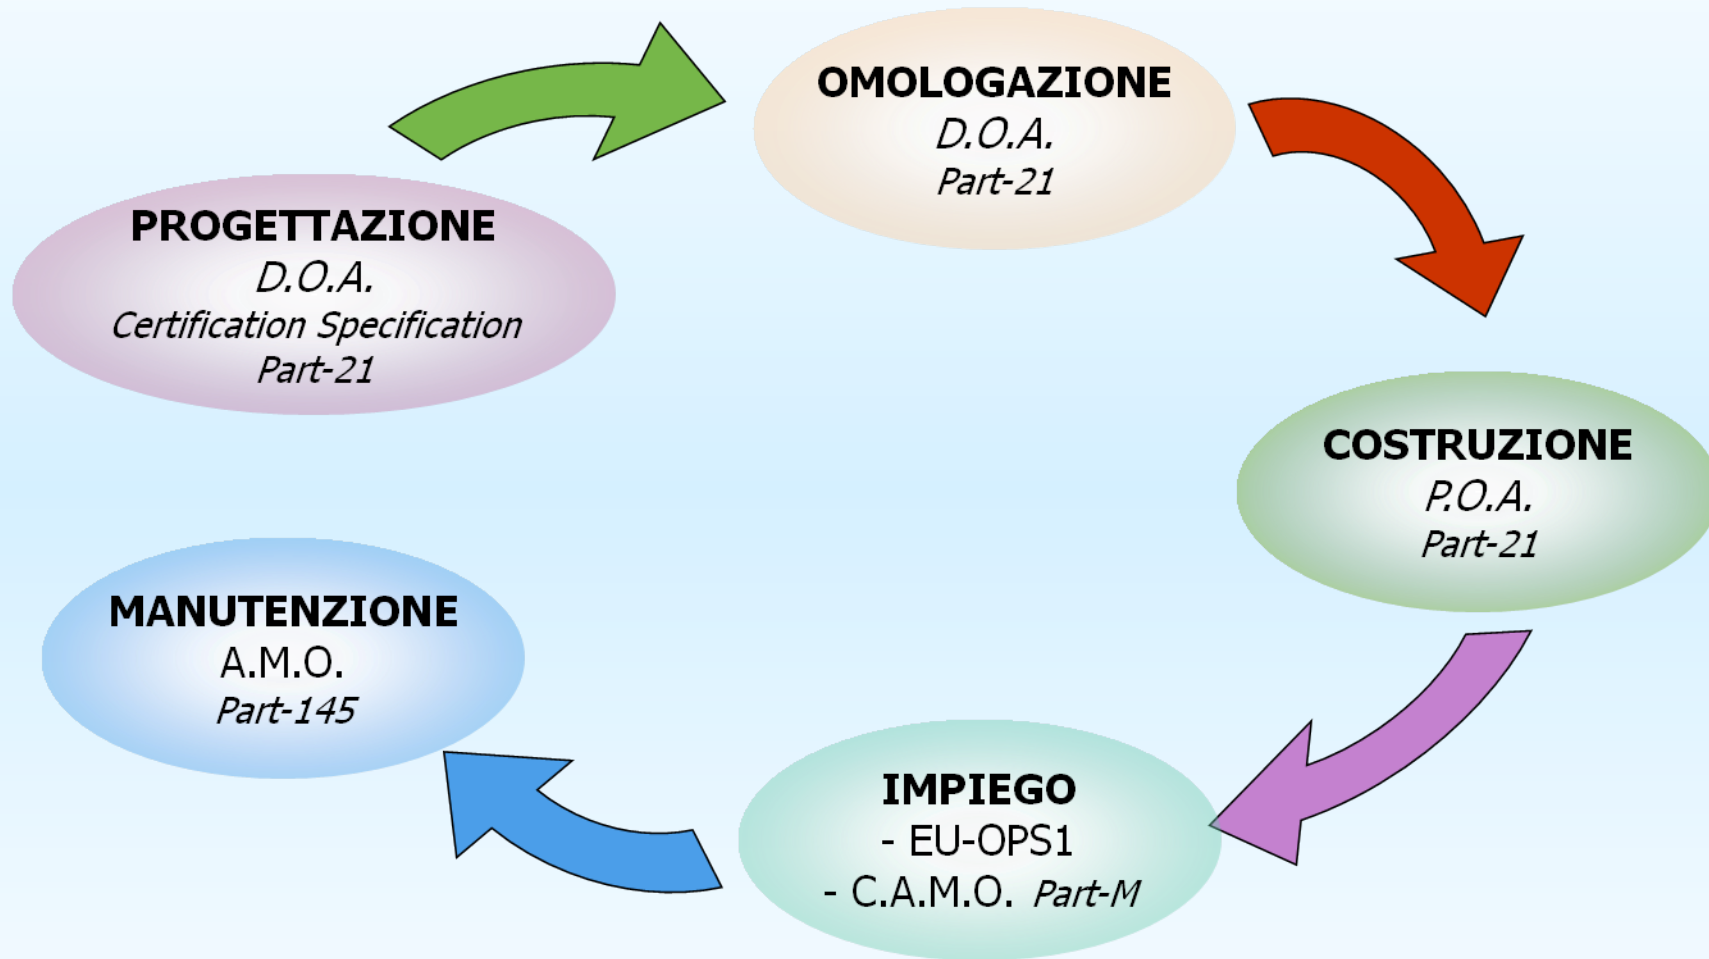 PROGETTAZIONE
D.O.A.
Certification Specification
Part-21
OMOLOGAZIONE
D.O.A.
Part-21
COSTRUZIONE
P.O.A.
Part-21
IMPIEGO
- EU-OPS1
- C.A.M.O. Part-M
MANUTENZIONE
A.M.O.
Part-145